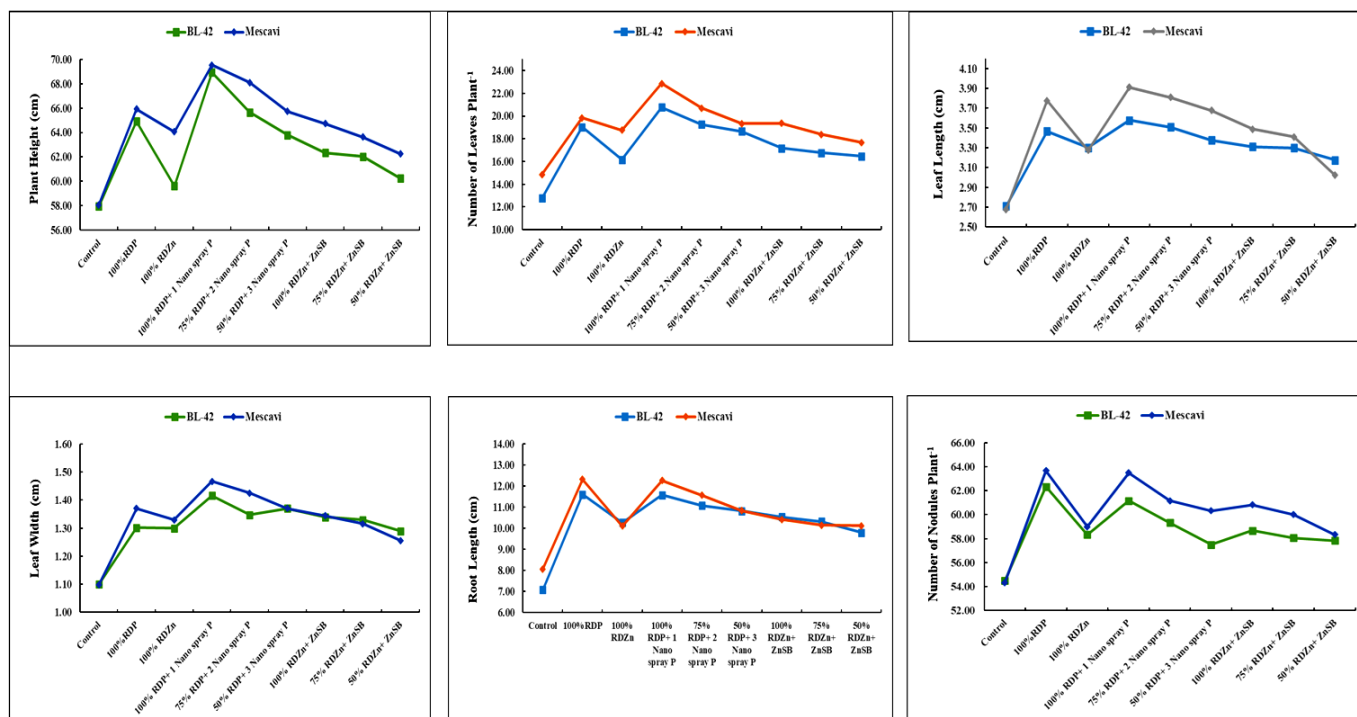 BL-42 Mescavi
Plant Height (cm)
70.00
68.00
66.00
64.00
62.00
60.00
58.00
56.00
Control
100%RDP
100% RDZn
100% RDP+ 1 Nano spray P
75% RDP+ 2 Nano spray P
50% RDP+ 3 Nano spray P
100% RDZn+ ZnSB
75% RDZn+ ZnSB
50% RDZn+ ZnSB
BL-42 Mescavi
Number of Leaves Plant⁻¹
24.00
22.00
20.00
18.00
16.00
14.00
12.00
10.00
Control
100%RDP
100% RDZn
100% RDP+ 1 Nano spray P
75% RDP+ 2 Nano spray P
50% RDP+ 3 Nano spray P
100% RDZn+ ZnSB
75% RDZn+ ZnSB
50% RDZn+ ZnSB
BL-42 Mescavi
Leaf Length (cm)
4.10
3.90
3.70
3.50
3.30
3.10
2.90
2.70
2.50
Control
100%RDP
100% RDZn
100% RDP+ 1 Nano spray P
75% RDP+ 2 Nano spray P
50% RDP+ 3 Nano spray P
100% RDZn+ ZnSB
75% RDZn+ ZnSB
50% RDZn+ ZnSB
BL-42 Mescavi
Leaf Width (cm)
1.60
1.50
1.40
1.30
1.20
1.10
1.00
Control
100%RDP
100% RDZn
100% RDP+ 1 Nano spray P
75% RDP+ 2 Nano spray P
50% RDP+ 3 Nano spray P
100% RDZn+ ZnSB
75% RDZn+ ZnSB
50% RDZn+ ZnSB
BL-42 Mescavi
Root Length (cm)
14.00
13.00
12.00
11.00
10.00
9.00
8.00
7.00
6.00
Control 100%RDP 100% 100% 75% 50% 100% 75% 50%
RDZn RDP+ 1 RDP+ 2 RDP+ 3 RDZn+ RDZn+ RDZn+
Nano Nano Nano ZnSB ZnSB ZnSB
spray P spray P spray P
BL-42 Mescavi
Number of Nodules Plant⁻¹
66.00
64.00
62.00
60.00
58.00
56.00
54.00
52.00
Control
100%RDP
100% RDZn
100% RDP+ 1 Nano spray P
75% RDP+ 2 Nano spray P
50% RDP+ 3 Nano spray P
100% RDZn+ ZnSB
75% RDZn+ ZnSB
50% RDZn+ ZnSB